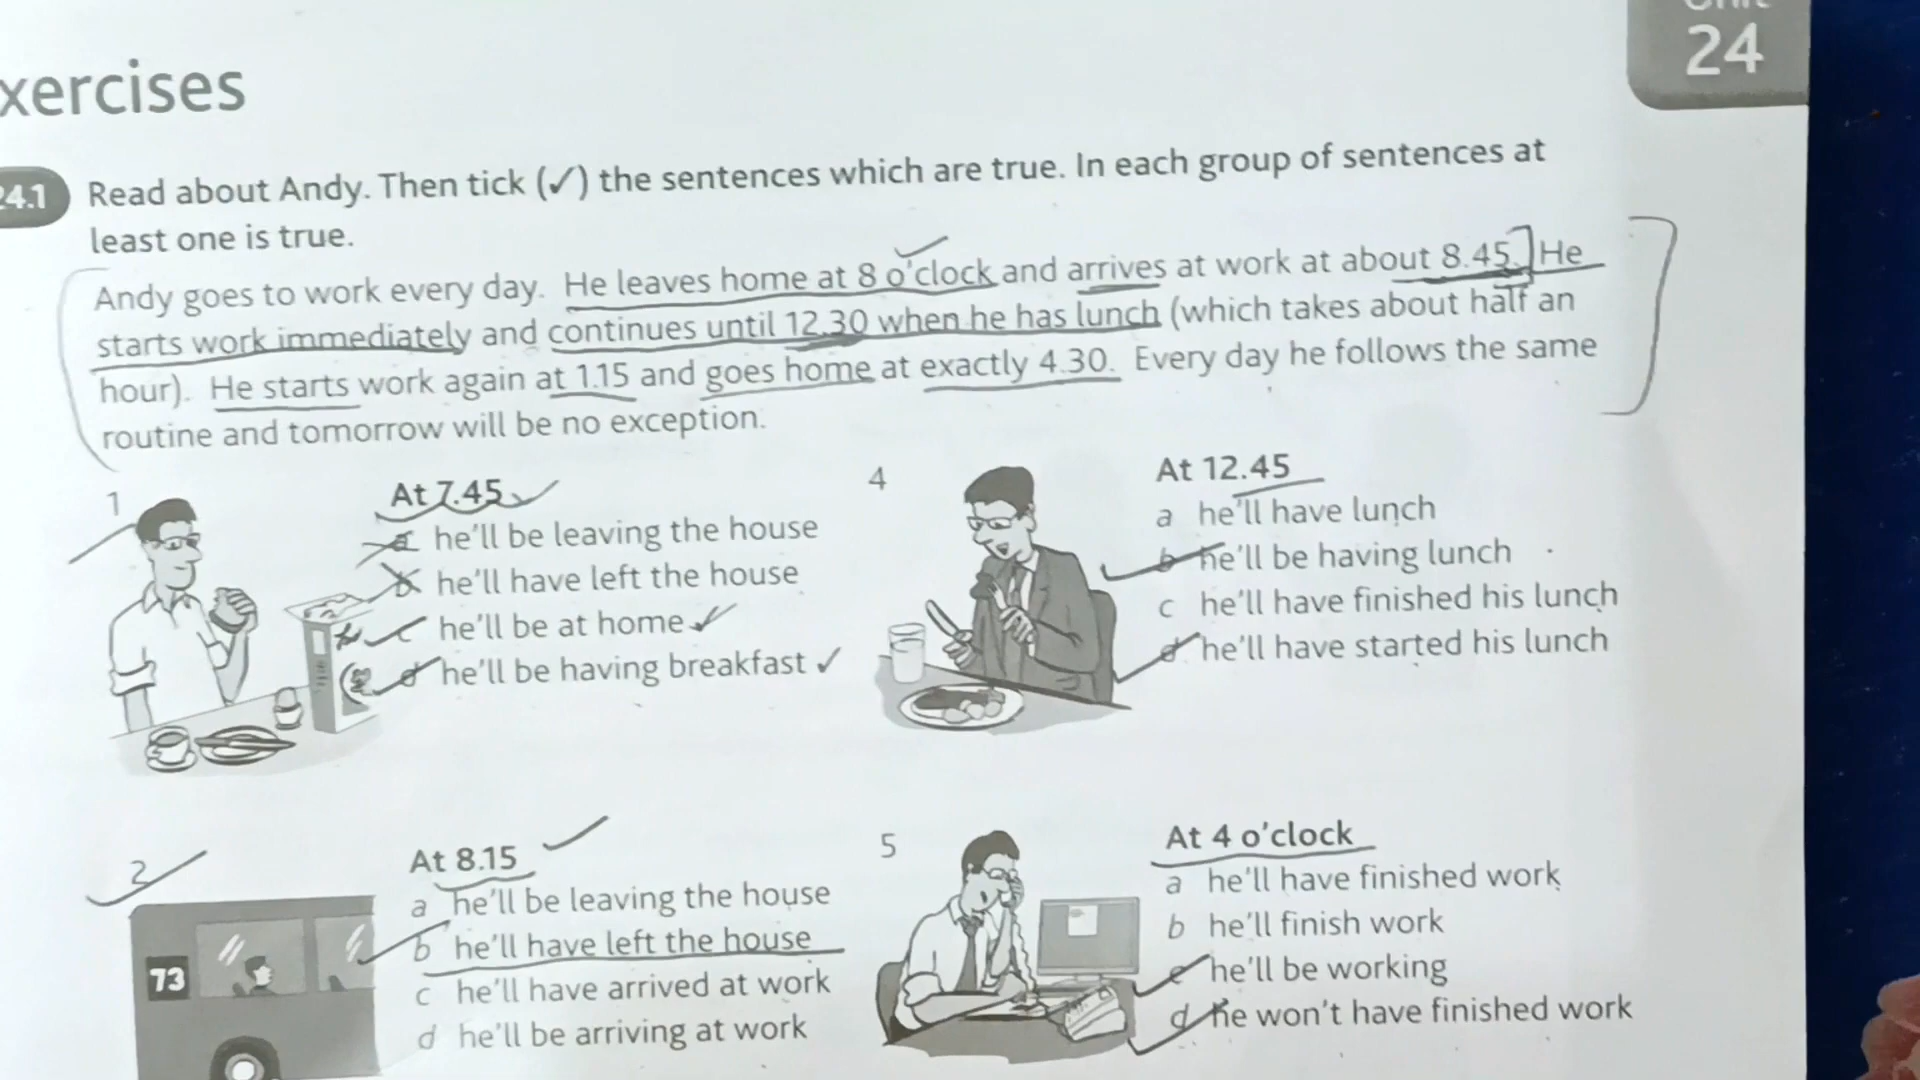 24
xercises
24.1 Read about Andy. Then tick (✓) the sentences which are true. In each group of sentences at
least one is true.
Andy goes to work every day. He leaves home at 8 o'clock and arrives at work at about 8.45. He
starts work immediately and continues until 12.30 when he has lunch (which takes about half an
hour). He starts work again at 1.15 and goes home at exactly 4.30. Every day he follows the same
routine and tomorrow will be no exception.
1
At 7.45
a he'll be leaving the house
b he'll have left the house
c he'll be at home ✓
d he'll be having breakfast ✓
2
73
At 8.15
a he'll be leaving the house
b he'll have left the house
c he'll have arrived at work
d he'll be arriving at work
4
At 12.45
a he'll have lunch
b he'll be having lunch
c he'll have finished his lunch
d he'll have started his lunch
5
At 4 o'clock
a he'll have finished work
b he'll finish work
c he'll be working
d he won't have finished work